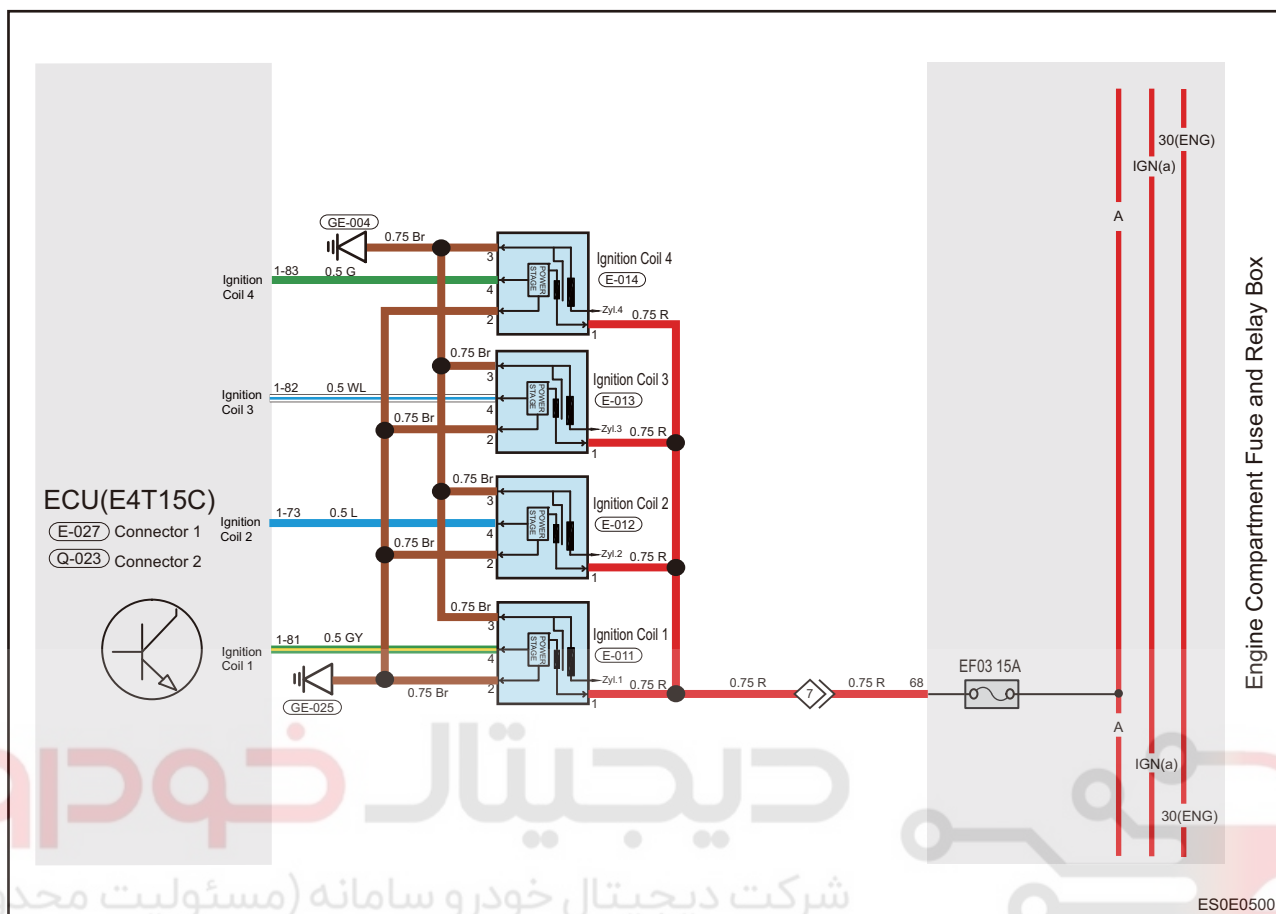 30(ENG)
IGN(a)
A
Engine Compartment Fuse and Relay Box
GE-004
0.75 Br
3
Ignition Coil 4
E-014
POWER STAGE
Ignition
Coil 4
1-83
0.5 G
4
2
Zyl.4
0.75 R
1
0.75 Br
3
Ignition Coil 3
E-013
POWER STAGE
Ignition
Coil 3
1-82
0.5 WL
4
0.75 Br
2
Zyl.3
0.75 R
1
0.75 Br
3
Ignition Coil 2
E-012
POWER STAGE
ECU(E4T15C)
E-027 Connector 1
Q-023 Connector 2
Ignition
Coil 2
1-73
0.5 L
4
0.75 Br
2
Zyl.2
0.75 R
1
0.75 Br
3
Ignition Coil 1
E-011
POWER STAGE
Ignition
Coil 1
1-81
0.5 GY
4
GE-025
0.75 Br
2
Zyl.1
0.75 R
1
0.75 R
7
0.75 R
68
EF03 15A
A
IGN(a)
30(ENG)
دیجیتال خودرو
شرکت دیجیتال خودرو سامانه (مسئولیت
ES0E0500